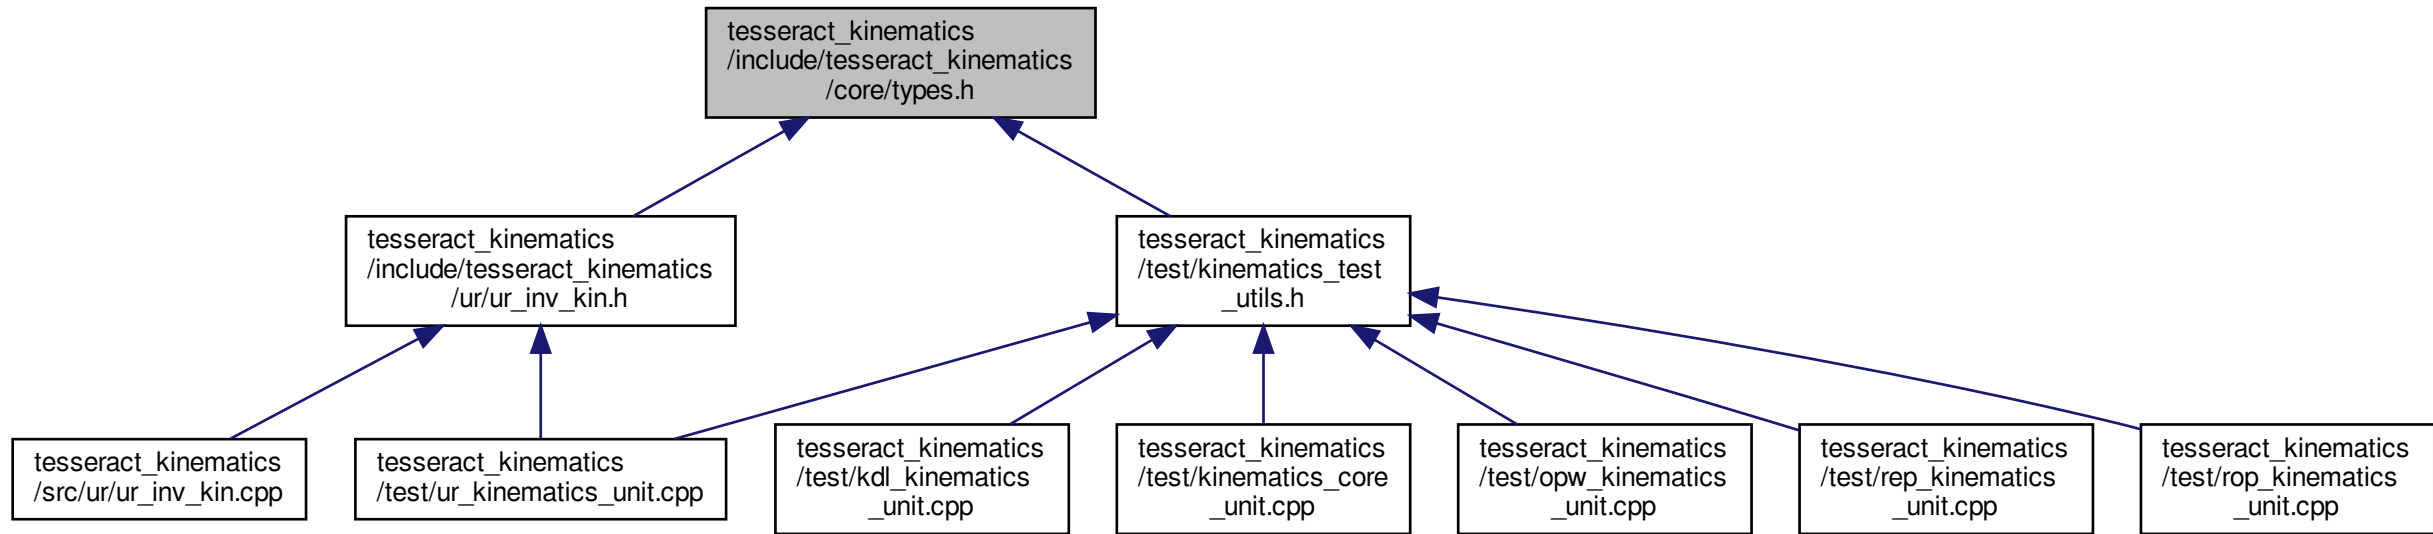 tesseract_kinematics
/include/tesseract_kinematics
/core/types.h
tesseract_kinematics
/include/tesseract_kinematics
/ur/ur_inv_kin.h
tesseract_kinematics
/test/kinematics_test
_utils.h
tesseract_kinematics
/src/ur/ur_inv_kin.cpp
tesseract_kinematics
/test/ur_kinematics_unit.cpp
tesseract_kinematics
/test/kdl_kinematics
_unit.cpp
tesseract_kinematics
/test/kinematics_core
_unit.cpp
tesseract_kinematics
/test/opw_kinematics
_unit.cpp
tesseract_kinematics
/test/rep_kinematics
_unit.cpp
tesseract_kinematics
/test/rop_kinematics
_unit.cpp